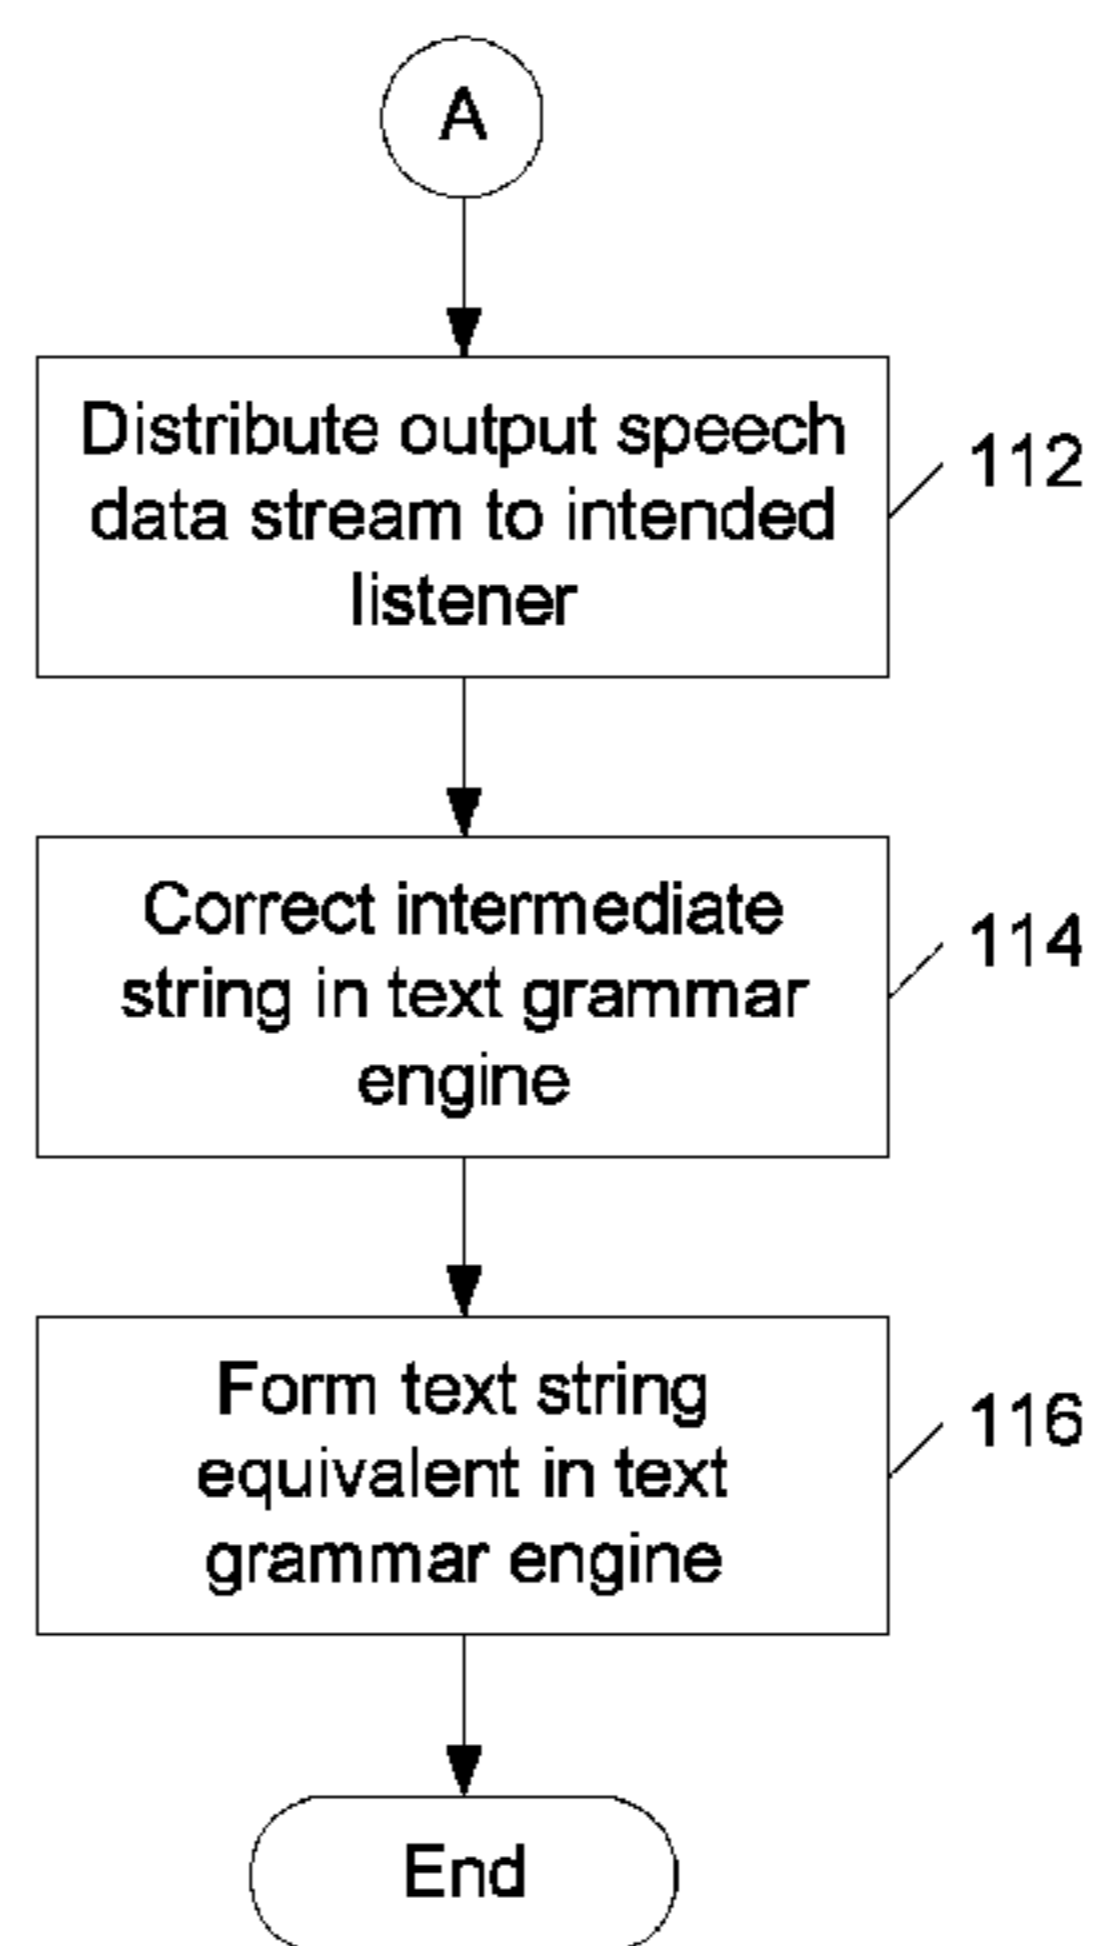 A
Distribute output speech
data stream to intended
listener
112
Correct intermediate
string in text grammar
engine
114
Form text string
equivalent in text
grammar engine
116
End